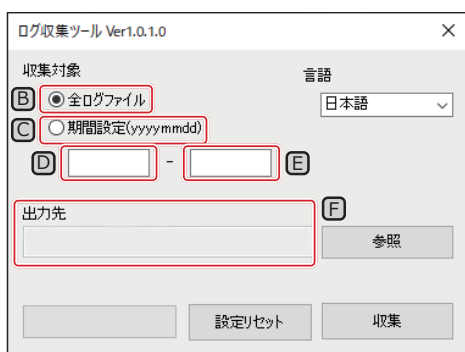 ログ収集ツール Ver1.0.1.0
収集対象
言語
B 全ログファイル
日本語
C 期間設定(yyyymmdd)
D - E
出力先
F
参照
設定リセット
収集